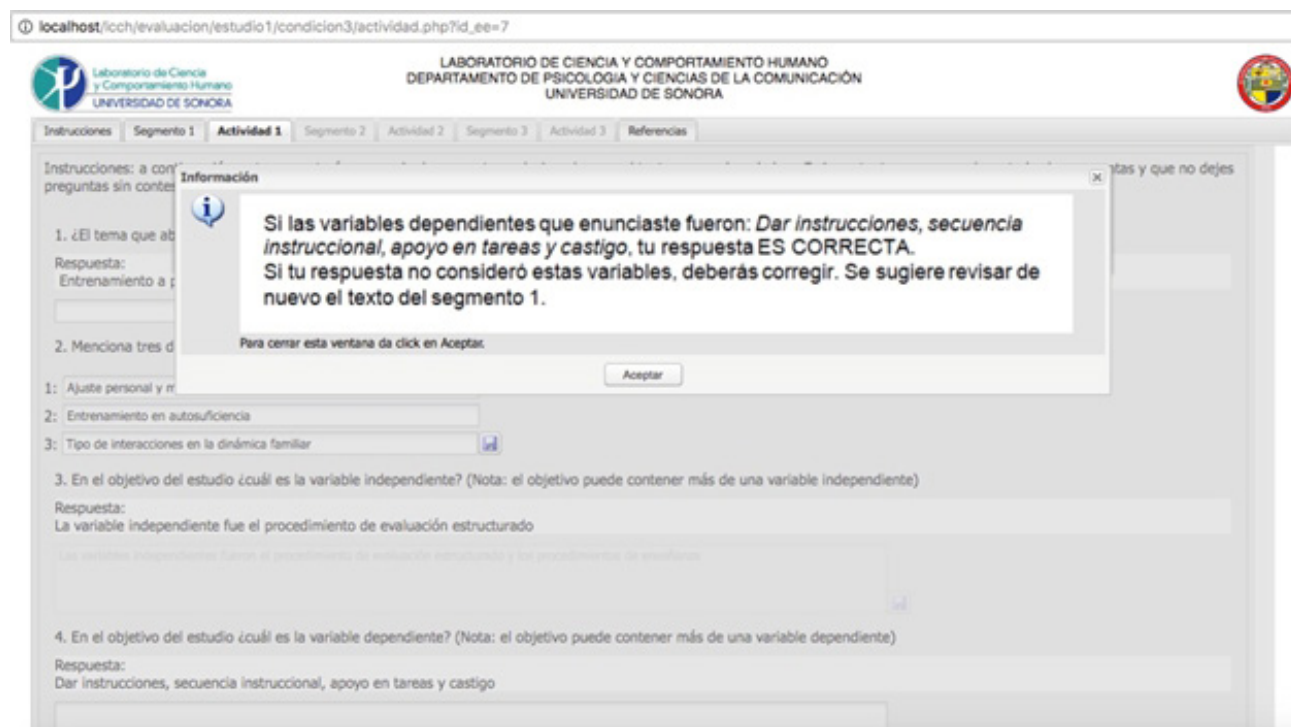 localhost/lcch/evaluacion/estudio1/condicion3/actividad.php?id_ee=7
Laboratorio de Ciencia
y Comportamiento Humano
UNIVERSIDAD DE SONORA
LABORATORIO DE CIENCIA Y COMPORTAMIENTO HUMANO
DEPARTAMENTO DE PSICOLOGIA Y CIENCIAS DE LA COMUNICACIÓN
UNIVERSIDAD DE SONORA
Instrucciones Segmento 1 Actividad 1 Segmento 2 Actividad 2 Segmento 3 Actividad 3 Referencias
Instrucciones: a y que no dejes
preguntas sin
Información
Si las variables dependientes que enunciaste fueron: Dar instrucciones, secuencia
instruccional, apoyo en tareas y castigo, tu respuesta ES CORRECTA.
Si tu respuesta no consideró estas variables, deberás corregir. Se sugiere revisar de
nuevo el texto del segmento 1.
Para cerrar esta ventana da click en Aceptar.
Aceptar
1. ¿El tema que
Respuesta:
Entrenamiento a
2. Menciona tres
1: Ajuste personal y
2: Entrenamiento en autosuficiencia
3: Tipo de interacciones en la dinámica familiar
3. En el objetivo del estudio ¿cuál es la variable independiente? (Nota: el objetivo puede contener más de una variable independiente)
Respuesta:
La variable independiente fue el procedimiento de evaluación estructurado
Las variables independientes fueron el procedimiento de evaluación estructurado y los procedimientos de enseñanza
4. En el objetivo del estudio ¿cuál es la variable dependiente? (Nota: el objetivo puede contener más de una variable dependiente)
Respuesta:
Dar instrucciones, secuencia instruccional, apoyo en tareas y castigo